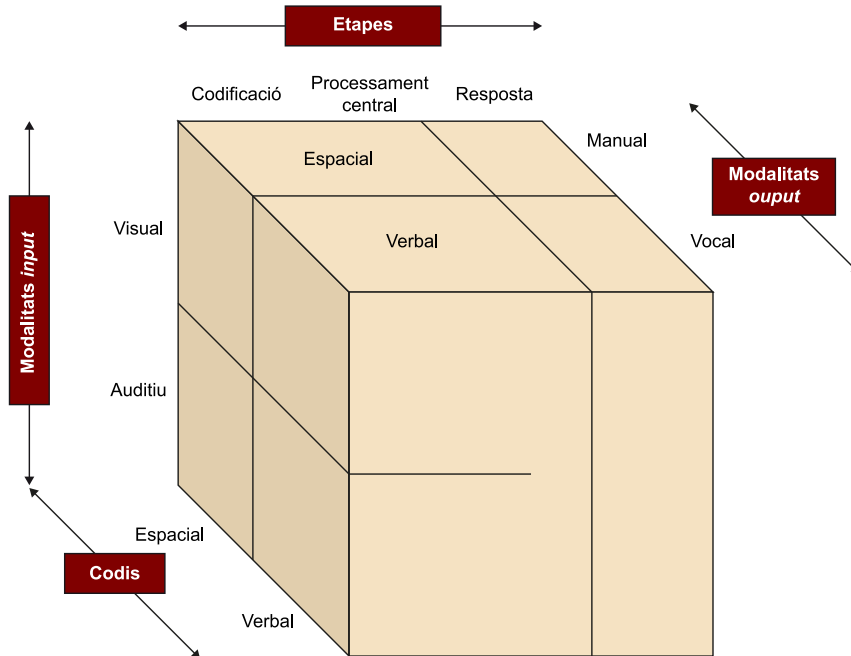 Etapes
Codificació
Processament
central
Resposta
Espacial
Manual
Modalitats
ouput
Modalitats input
Visual
Verbal
Vocal
Auditiu
Espacial
Codis
Verbal